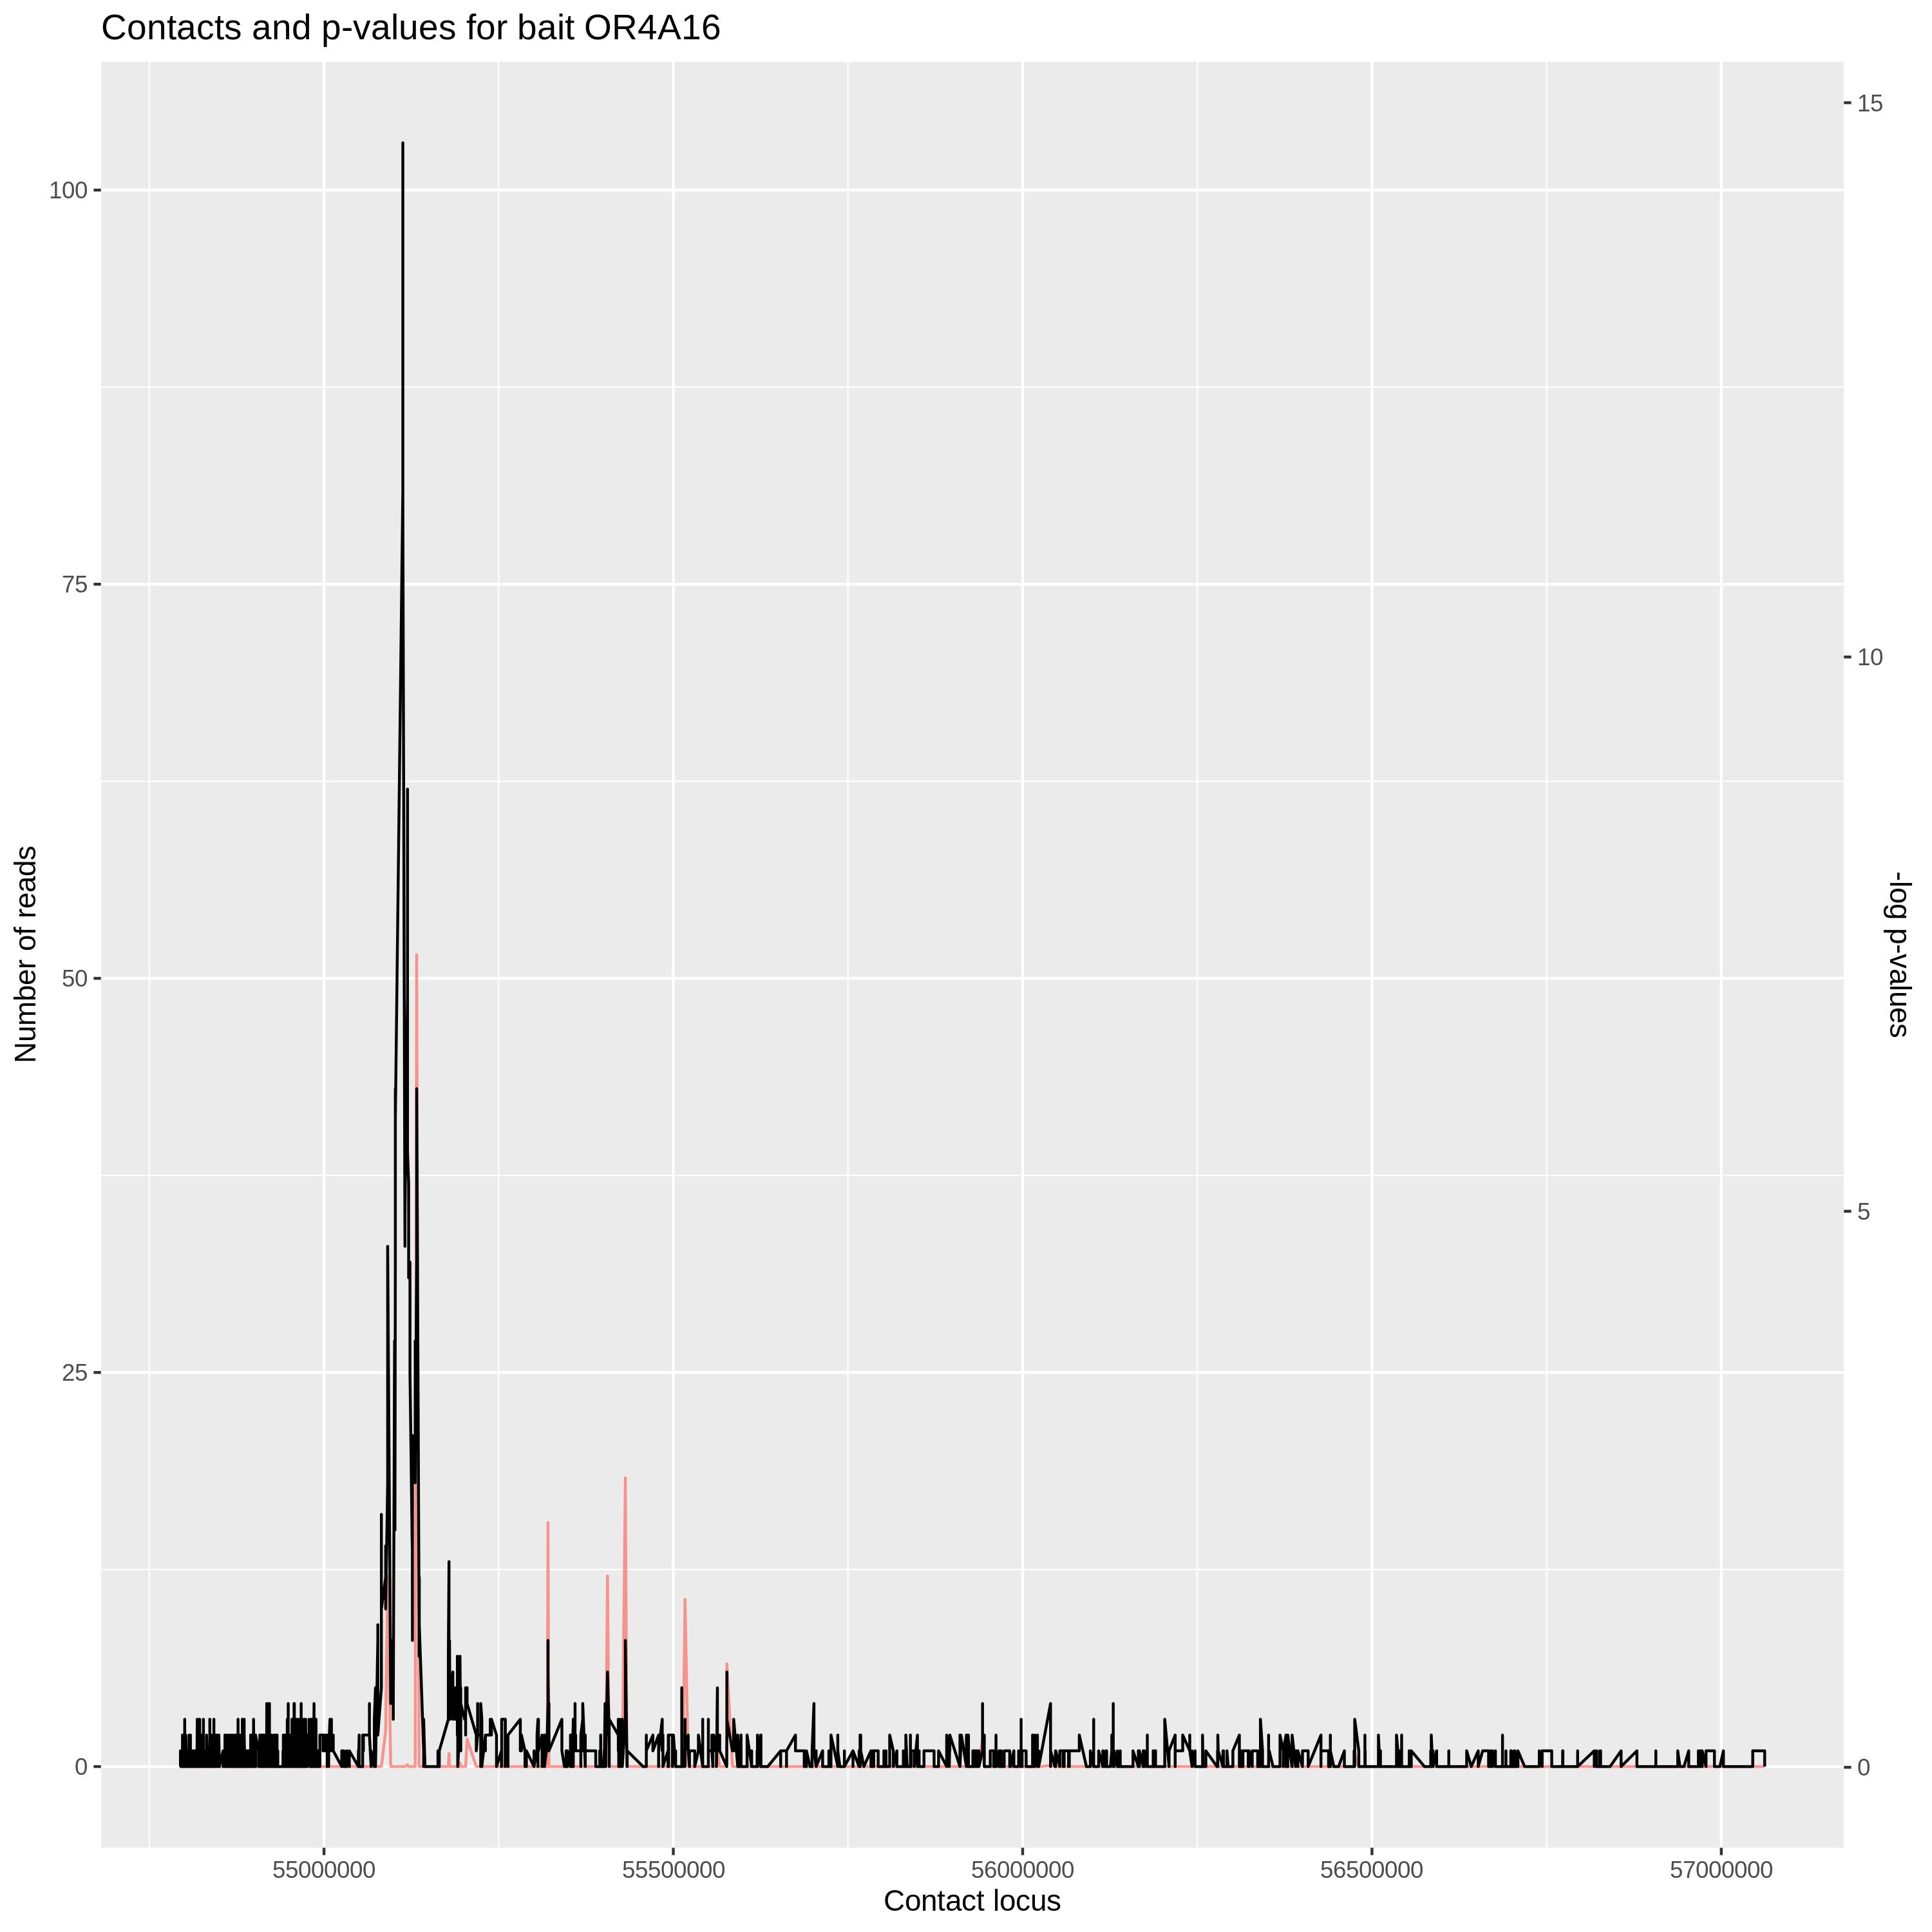 Contacts and p-values for bait OR4A16
Number of reads
100
75
50
25
0
15
10
5
0
-log p-values
55000000 55500000 56000000 56500000 57000000
Contact locus